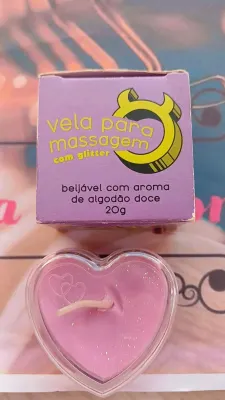 vela para
massagem
com glitter
beijável com aroma
de algodão doce
20g